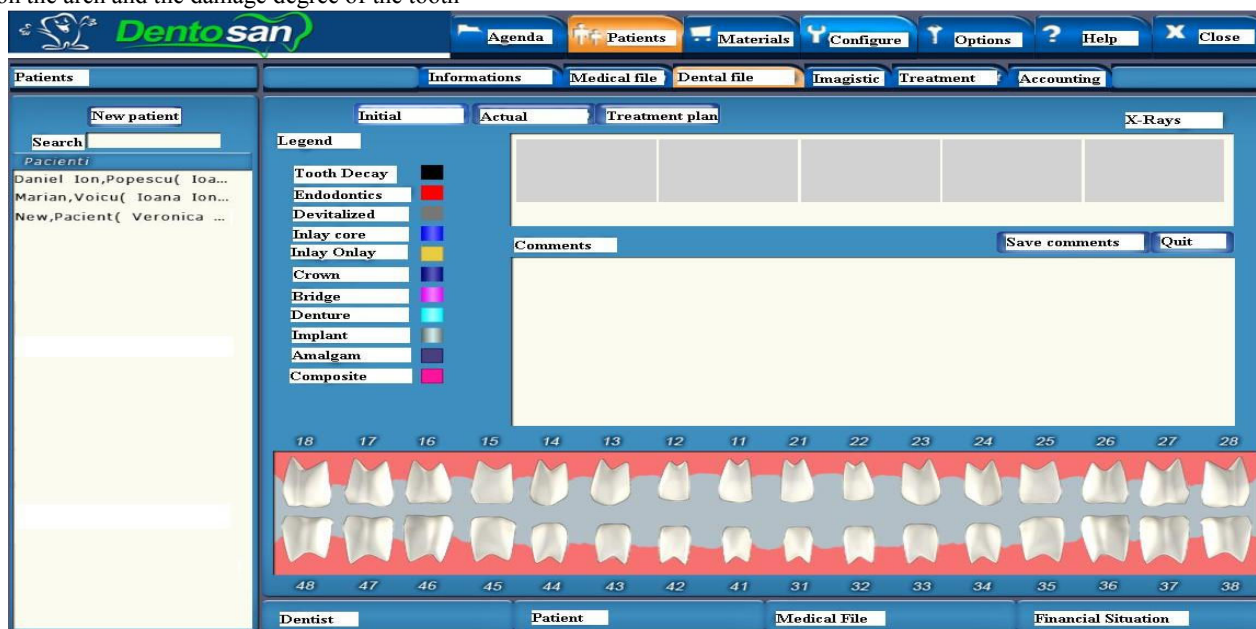 on the area and the damage degree of the tooth
Dentosan Agenda Patients Materials Configure Options ? Help X Close
Patients Informations Medical file Dental file Imagistic Treatment Accounting
New patient
Search
Pacienti
Daniel Ion,Popescu( Ioa...
Marian,Voicu( Ioana Ion...
New,Pacient( Veronica ...
Initial Actual Treatment plan
X-Rays
Legend
Tooth Decay
Endodontics
Devitalized
Inlay core
Inlay Onlay
Crown
Bridge
Denture
Implant
Amalgam
Composite
Comments Save comments Quit
18 17 16 15 14 13 12 11 21 22 23 24 25 26 27 28
48 47 46 45 44 43 42 41 31 32 33 34 35 36 37 38
Dentist Patient Medical File Financial Situation